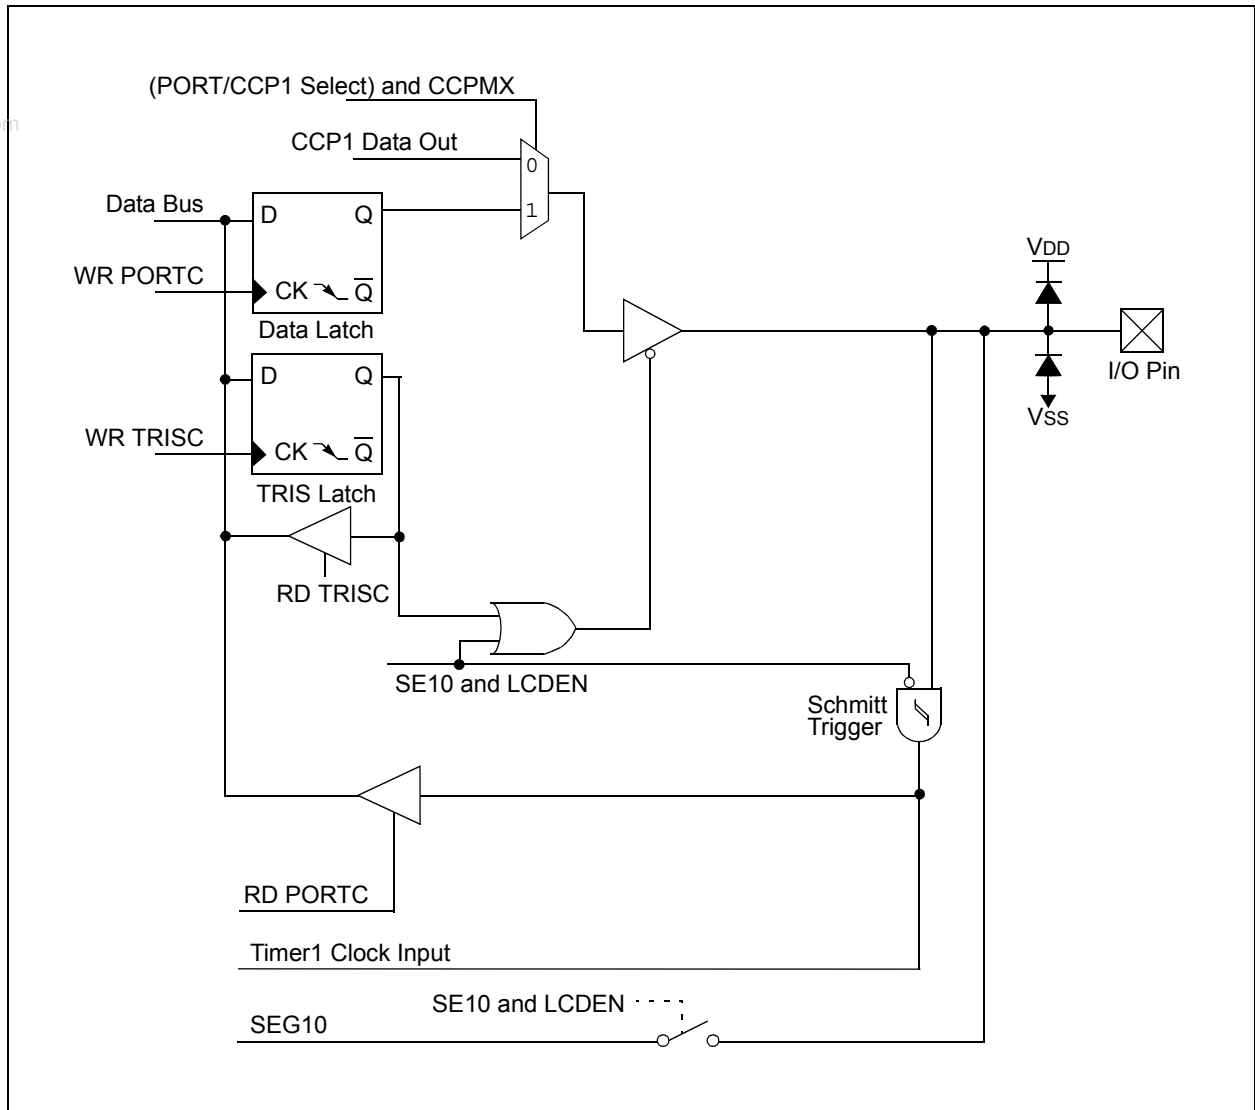 (PORT/CCP1 Select) and CCPMX
om
CCP1 Data Out
0
Data Bus
D
Q
1
WR PORTC
CK
Q̅
Data Latch
VDD
D
Q
I/O Pin
VSS
WR TRISC
CK
Q̅
TRIS Latch
RD TRISC
SE10 and LCDEN
Schmitt
Trigger
RD PORTC
Timer1 Clock Input
SE10 and LCDEN
SEG10